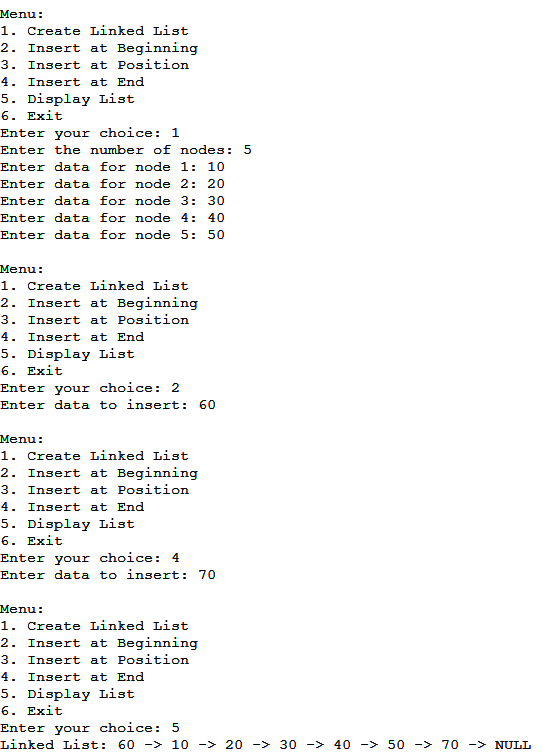 Menu:
1. Create Linked List
2. Insert at Beginning
3. Insert at Position
4. Insert at End
5. Display List
6. Exit
Enter your choice: 1
Enter the number of nodes: 5
Enter data for node 1: 10
Enter data for node 2: 20
Enter data for node 3: 30
Enter data for node 4: 40
Enter data for node 5: 50
Menu:
1. Create Linked List
2. Insert at Beginning
3. Insert at Position
4. Insert at End
5. Display List
6. Exit
Enter your choice: 2
Enter data to insert: 60
Menu:
1. Create Linked List
2. Insert at Beginning
3. Insert at Position
4. Insert at End
5. Display List
6. Exit
Enter your choice: 4
Enter data to insert: 70
Menu:
1. Create Linked List
2. Insert at Beginning
3. Insert at Position
4. Insert at End
5. Display List
6. Exit
Enter your choice: 5
Linked List: 60 -> 10 -> 20 -> 30 -> 40 -> 50 -> 70 -> NULL